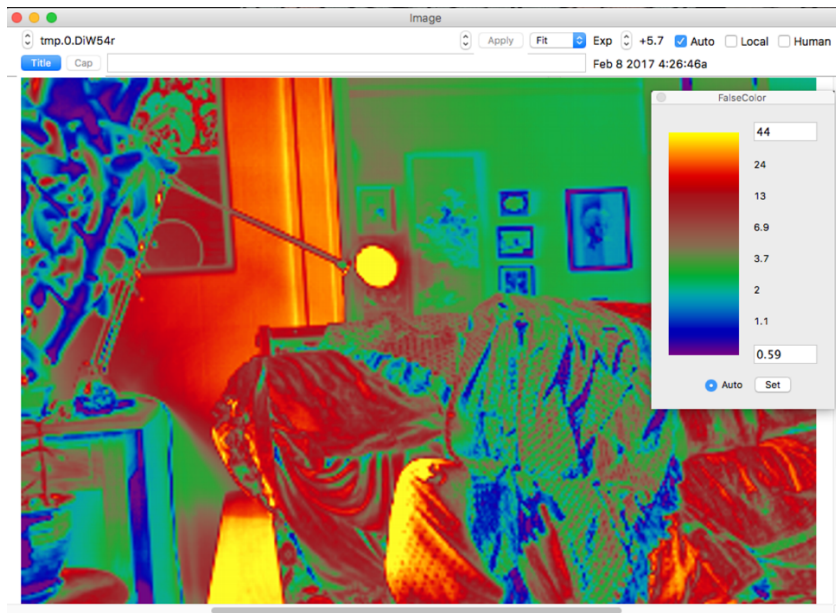 Image
tmp.0.DiW54r
Apply
Fit
Exp
+5.7
Auto
Local
Human
Title
Cap
Feb 8 2017 4:26:46a
FalseColor
44
24
13
6.9
3.7
2
1.1
0.59
Auto
Set